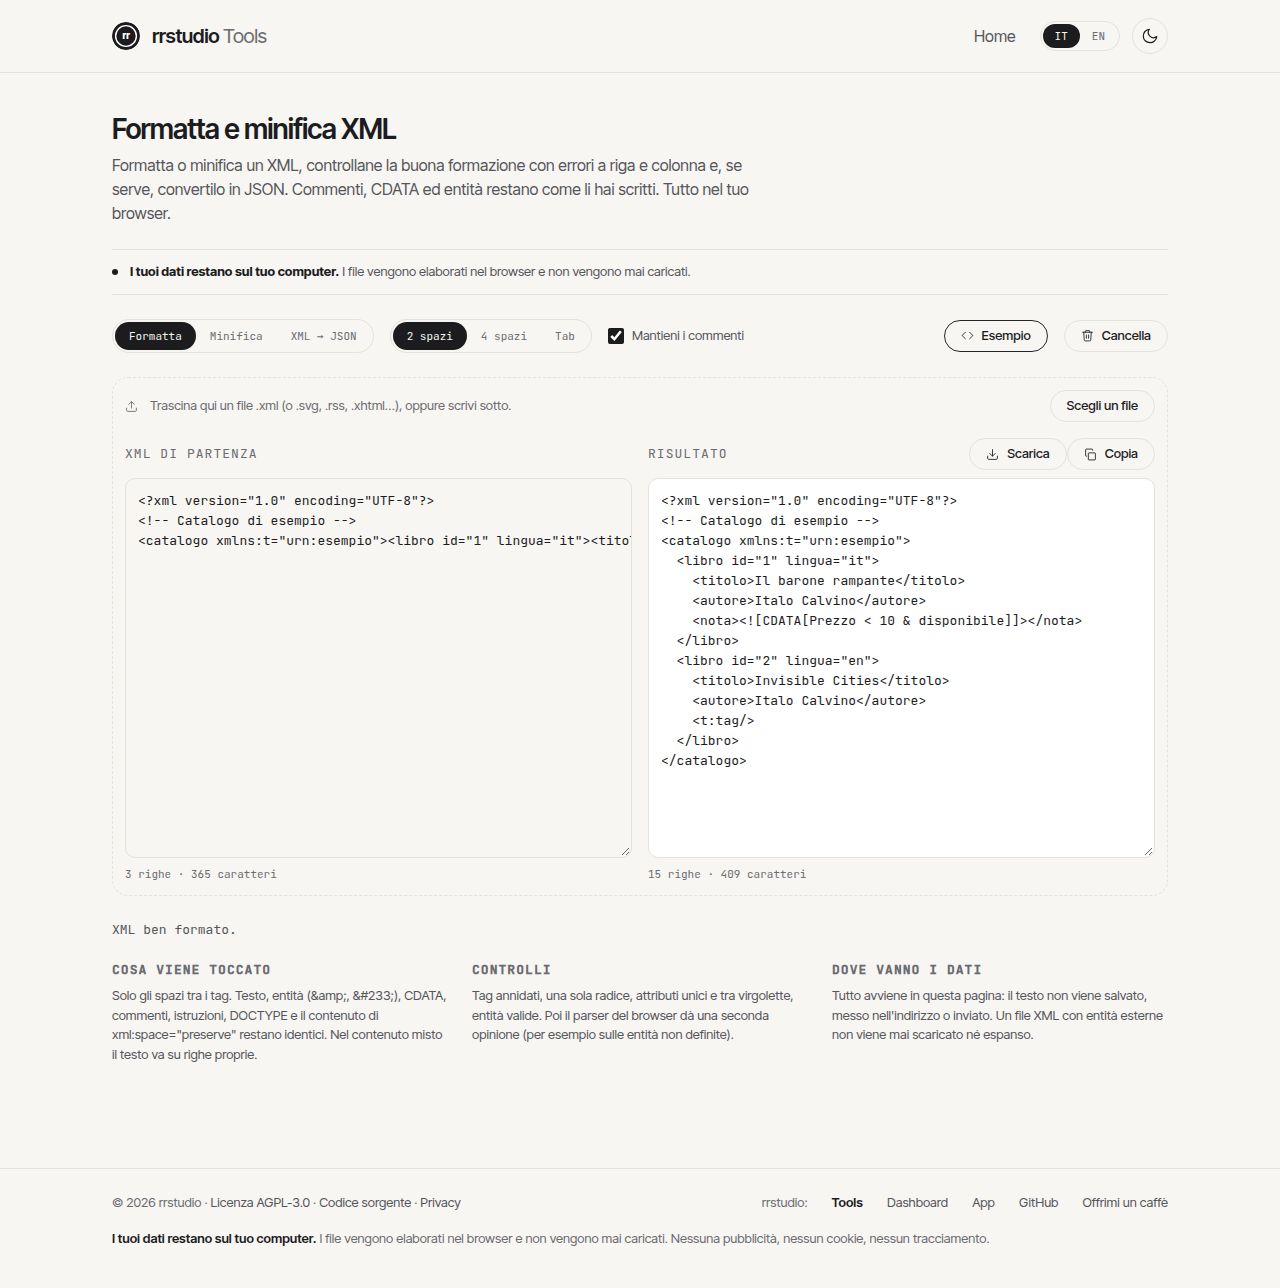 rr rrstudio Tools
Home
IT EN
Formatta e minifica XML
Formatta o minifica un XML, controllane la buona formazione con errori a riga e colonna e, se
serve, convertilo in JSON. Commenti, CDATA ed entità restano come li hai scritti. Tutto nel tuo
browser.
I tuoi dati restano sul tuo computer. I file vengono elaborati nel browser e non vengono mai caricati.
Formatta Minifica XML → JSON
2 spazi 4 spazi Tab
Mantieni i commenti
Esempio
Cancella
Trascina qui un file .xml (o .svg, .rss, .xhtml…), oppure scrivi sotto.
Scegli un file
XML DI PARTENZA
<?xml version="1.0" encoding="UTF-8"?>
<!-- Catalogo di esempio -->
<catalogo xmlns:t="urn:esempio"><libro id="1" lingua="it"><titol
3 righe · 365 caratteri
RISULTATO
Scarica
Copia
<?xml version="1.0" encoding="UTF-8"?>
<!-- Catalogo di esempio -->
<catalogo xmlns:t="urn:esempio">
  <libro id="1" lingua="it">
    <titolo>Il barone rampante</titolo>
    <autore>Italo Calvino</autore>
    <nota><![CDATA[Prezzo < 10 & disponibile]]></nota>
  </libro>
  <libro id="2" lingua="en">
    <titolo>Invisible Cities</titolo>
    <autore>Italo Calvino</autore>
    <t:tag/>
  </libro>
</catalogo>
15 righe · 409 caratteri
XML ben formato.
COSA VIENE TOCCATO
Solo gli spazi tra i tag. Testo, entità (&amp;, &#233;), CDATA,
commenti, istruzioni, DOCTYPE e il contenuto di
xml:space="preserve" restano identici. Nel contenuto misto
il testo va su righe proprie.
CONTROLLI
Tag annidati, una sola radice, attributi unici e tra virgolette,
entità valide. Poi il parser del browser dà una seconda
opinione (per esempio sulle entità non definite).
DOVE VANNO I DATI
Tutto avviene in questa pagina: il testo non viene salvato,
messo nell'indirizzo o inviato. Un file XML con entità esterne
non viene mai scaricato né espanso.
© 2026 rrstudio · Licenza AGPL-3.0 · Codice sorgente · Privacy
rrstudio: Tools Dashboard App GitHub Offrimi un caffè
I tuoi dati restano sul tuo computer. I file vengono elaborati nel browser e non vengono mai caricati. Nessuna pubblicità, nessun cookie, nessun tracciamento.